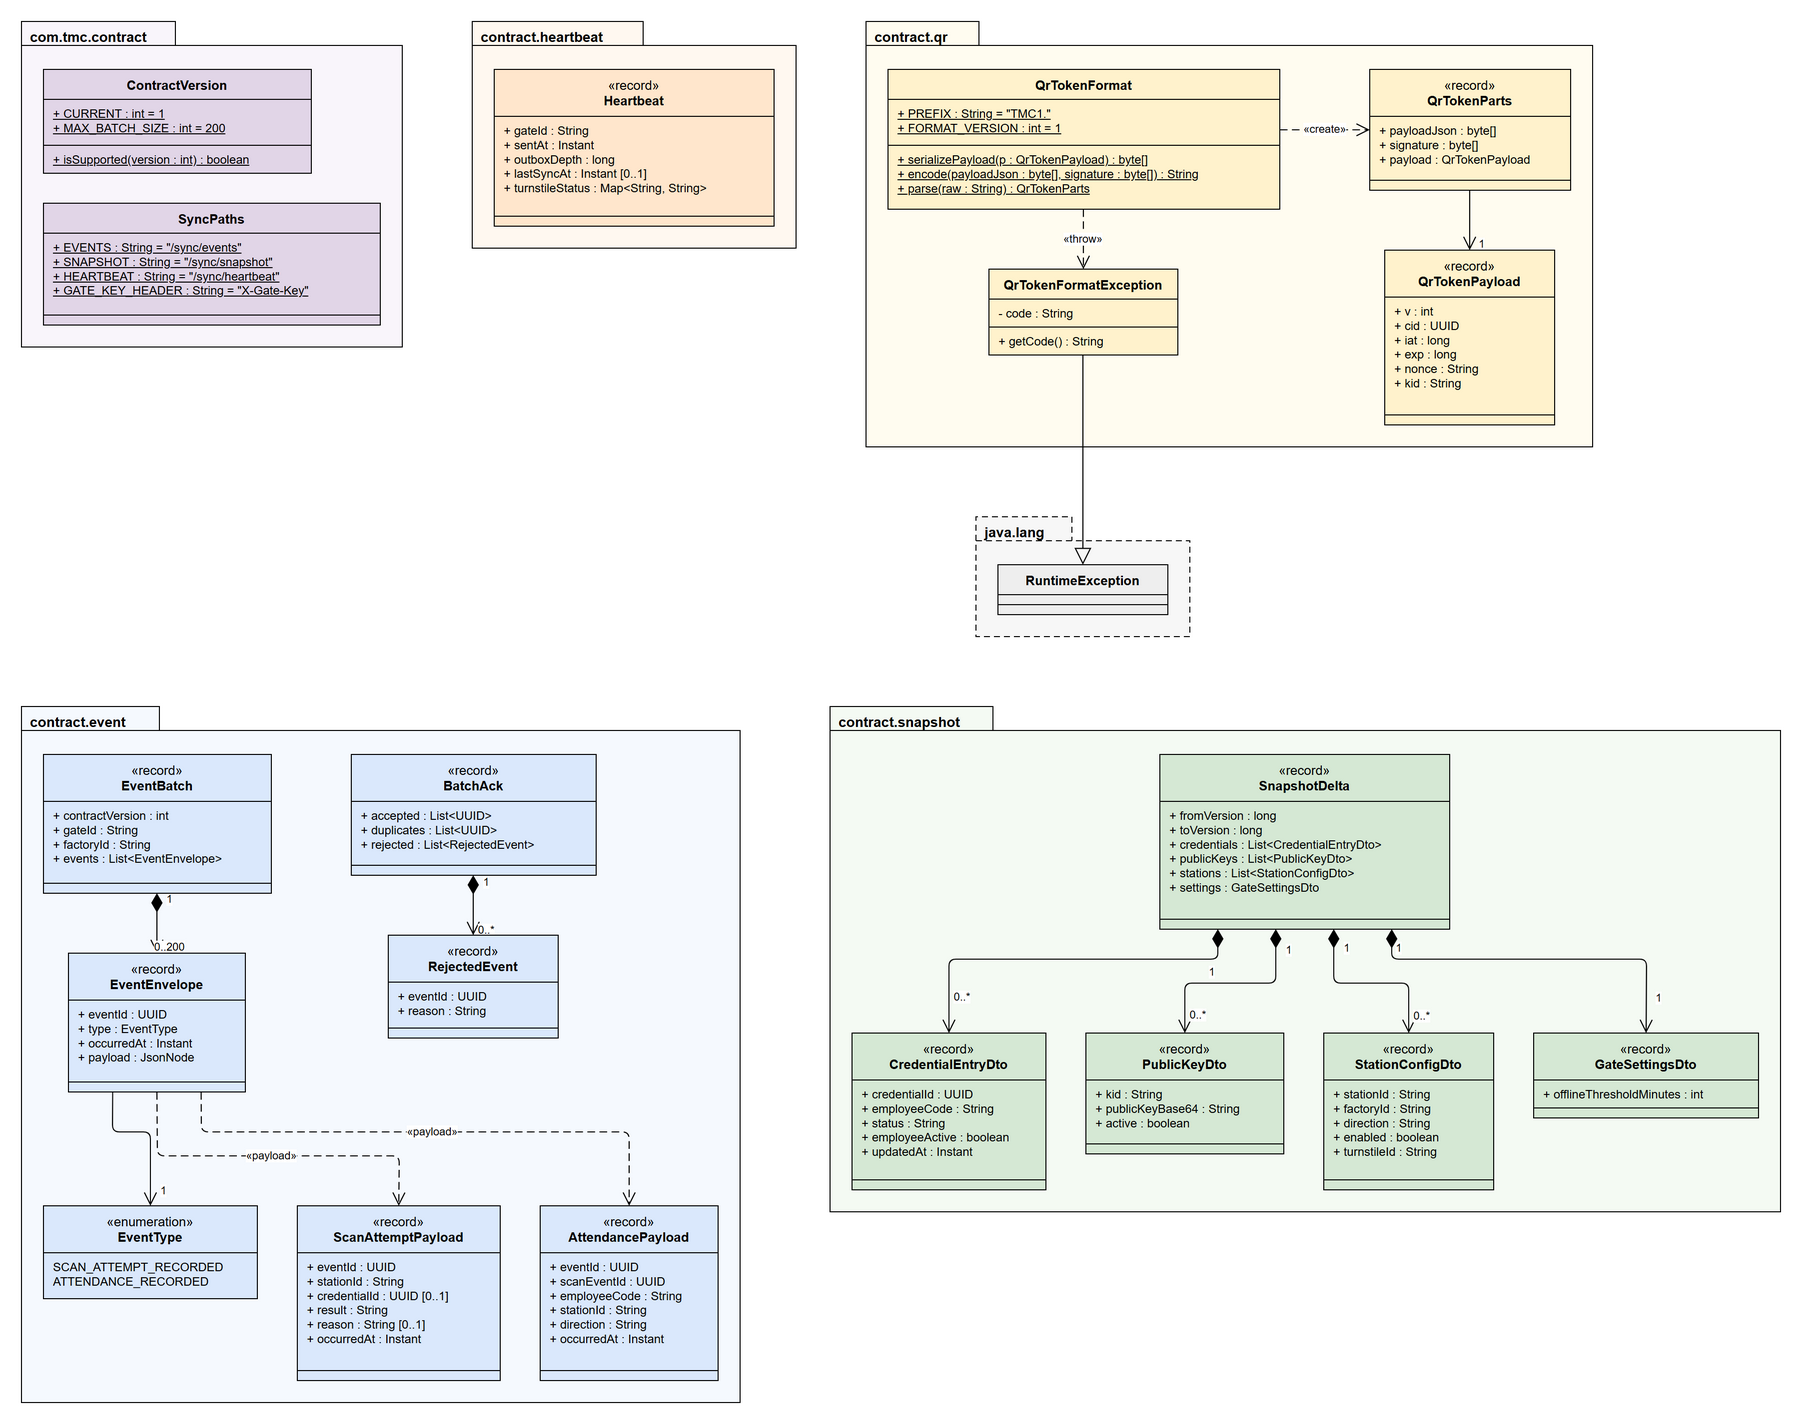 com.tmc.contract
ContractVersion
+ CURRENT : int = 1
+ MAX_BATCH_SIZE : int = 200
+ isSupported(version : int) : boolean
SyncPaths
+ EVENTS : String = "/sync/events"
+ SNAPSHOT : String = "/sync/snapshot"
+ HEARTBEAT : String = "/sync/heartbeat"
+ GATE_KEY_HEADER : String = "X-Gate-Key"
contract.heartbeat
«record»
Heartbeat
+ gateId : String
+ sentAt : Instant
+ outboxDepth : long
+ lastSyncAt : Instant [0..1]
+ turnstileStatus : Map<String, String>
contract.qr
QrTokenFormat
+ PREFIX : String = "TMC1."
+ FORMAT_VERSION : int = 1
+ serializePayload(p : QrTokenPayload) : byte[]
+ encode(payloadJson : byte[], signature : byte[]) : String
+ parse(raw : String) : QrTokenParts
«create»
«record»
QrTokenParts
+ payloadJson : byte[]
+ signature : byte[]
+ payload : QrTokenPayload
1
«throw»
QrTokenFormatException
- code : String
+ getCode() : String
«record»
QrTokenPayload
+ v : int
+ cid : UUID
+ iat : long
+ exp : long
+ nonce : String
+ kid : String
java.lang
RuntimeException
contract.event
«record»
EventBatch
+ contractVersion : int
+ gateId : String
+ factoryId : String
+ events : List<EventEnvelope>
1
0..200
«record»
BatchAck
+ accepted : List<UUID>
+ duplicates : List<UUID>
+ rejected : List<RejectedEvent>
1
0..*
«record»
EventEnvelope
+ eventId : UUID
+ type : EventType
+ occurredAt : Instant
+ payload : JsonNode
«record»
RejectedEvent
+ eventId : UUID
+ reason : String
«payload»
«payload»
1
«enumeration»
EventType
SCAN_ATTEMPT_RECORDED
ATTENDANCE_RECORDED
«record»
ScanAttemptPayload
+ eventId : UUID
+ stationId : String
+ credentialId : UUID [0..1]
+ result : String
+ reason : String [0..1]
+ occurredAt : Instant
«record»
AttendancePayload
+ eventId : UUID
+ scanEventId : UUID
+ employeeCode : String
+ stationId : String
+ direction : String
+ occurredAt : Instant
contract.snapshot
«record»
SnapshotDelta
+ fromVersion : long
+ toVersion : long
+ credentials : List<CredentialEntryDto>
+ publicKeys : List<PublicKeyDto>
+ stations : List<StationConfigDto>
+ settings : GateSettingsDto
1
1
1
1
0..*
0..*
0..*
1
«record»
CredentialEntryDto
+ credentialId : UUID
+ employeeCode : String
+ status : String
+ employeeActive : boolean
+ updatedAt : Instant
«record»
PublicKeyDto
+ kid : String
+ publicKeyBase64 : String
+ active : boolean
«record»
StationConfigDto
+ stationId : String
+ factoryId : String
+ direction : String
+ enabled : boolean
+ turnstileId : String
«record»
GateSettingsDto
+ offlineThresholdMinutes : int